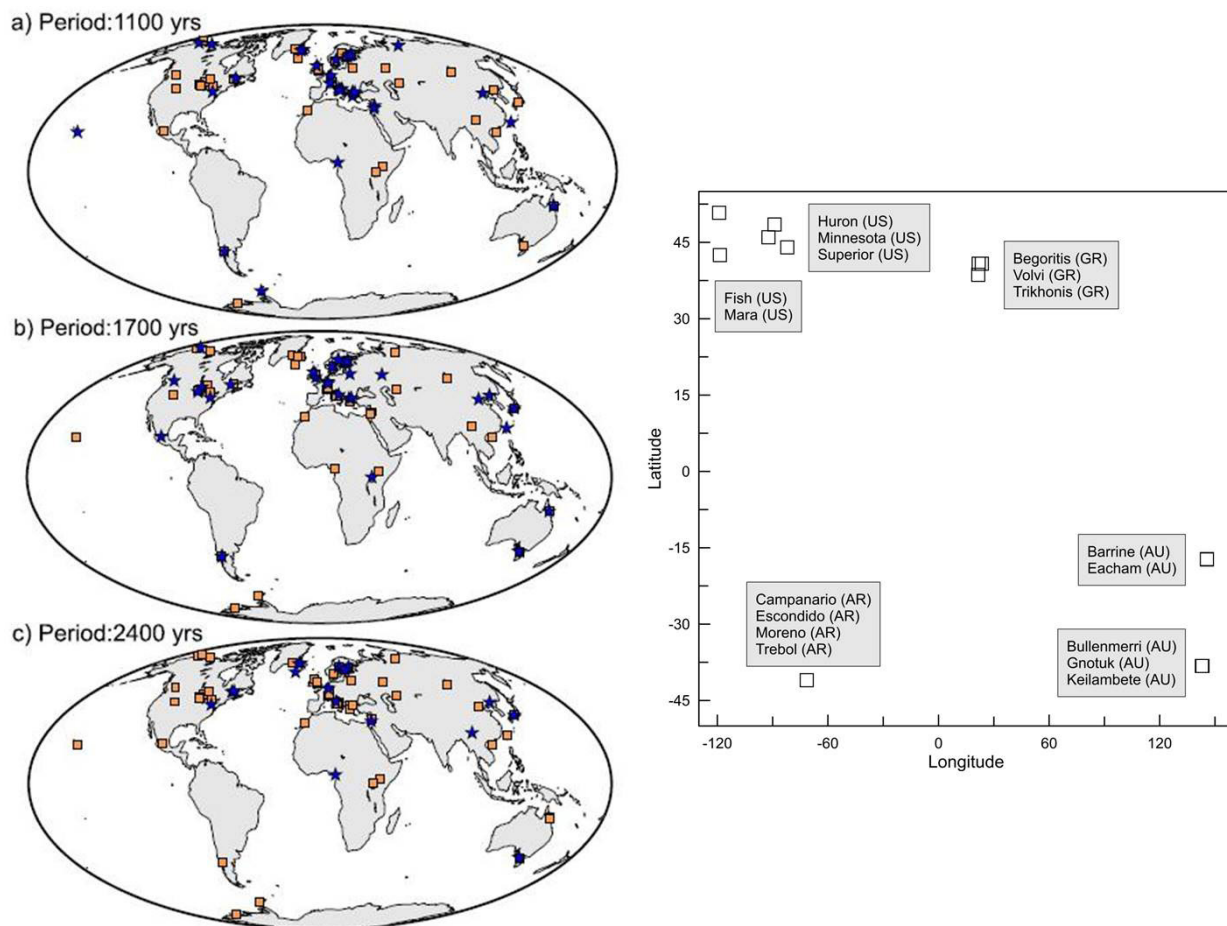 a) Period:1100 yrs
b) Period:1700 yrs
c) Period:2400 yrs
Huron (US)
Minnesota (US)
Superior (US)
Begoritis (GR)
Volvi (GR)
Trikhonis (GR)
Fish (US)
Mara (US)
Barrine (AU)
Eacham (AU)
Campanario (AR)
Escondido (AR)
Moreno (AR)
Trebol (AR)
Bullenmerri (AU)
Gnotuk (AU)
Keilambete (AU)
Latitude
45
30
15
0
-15
-30
-45
-120 -60 0 60 120
Longitude